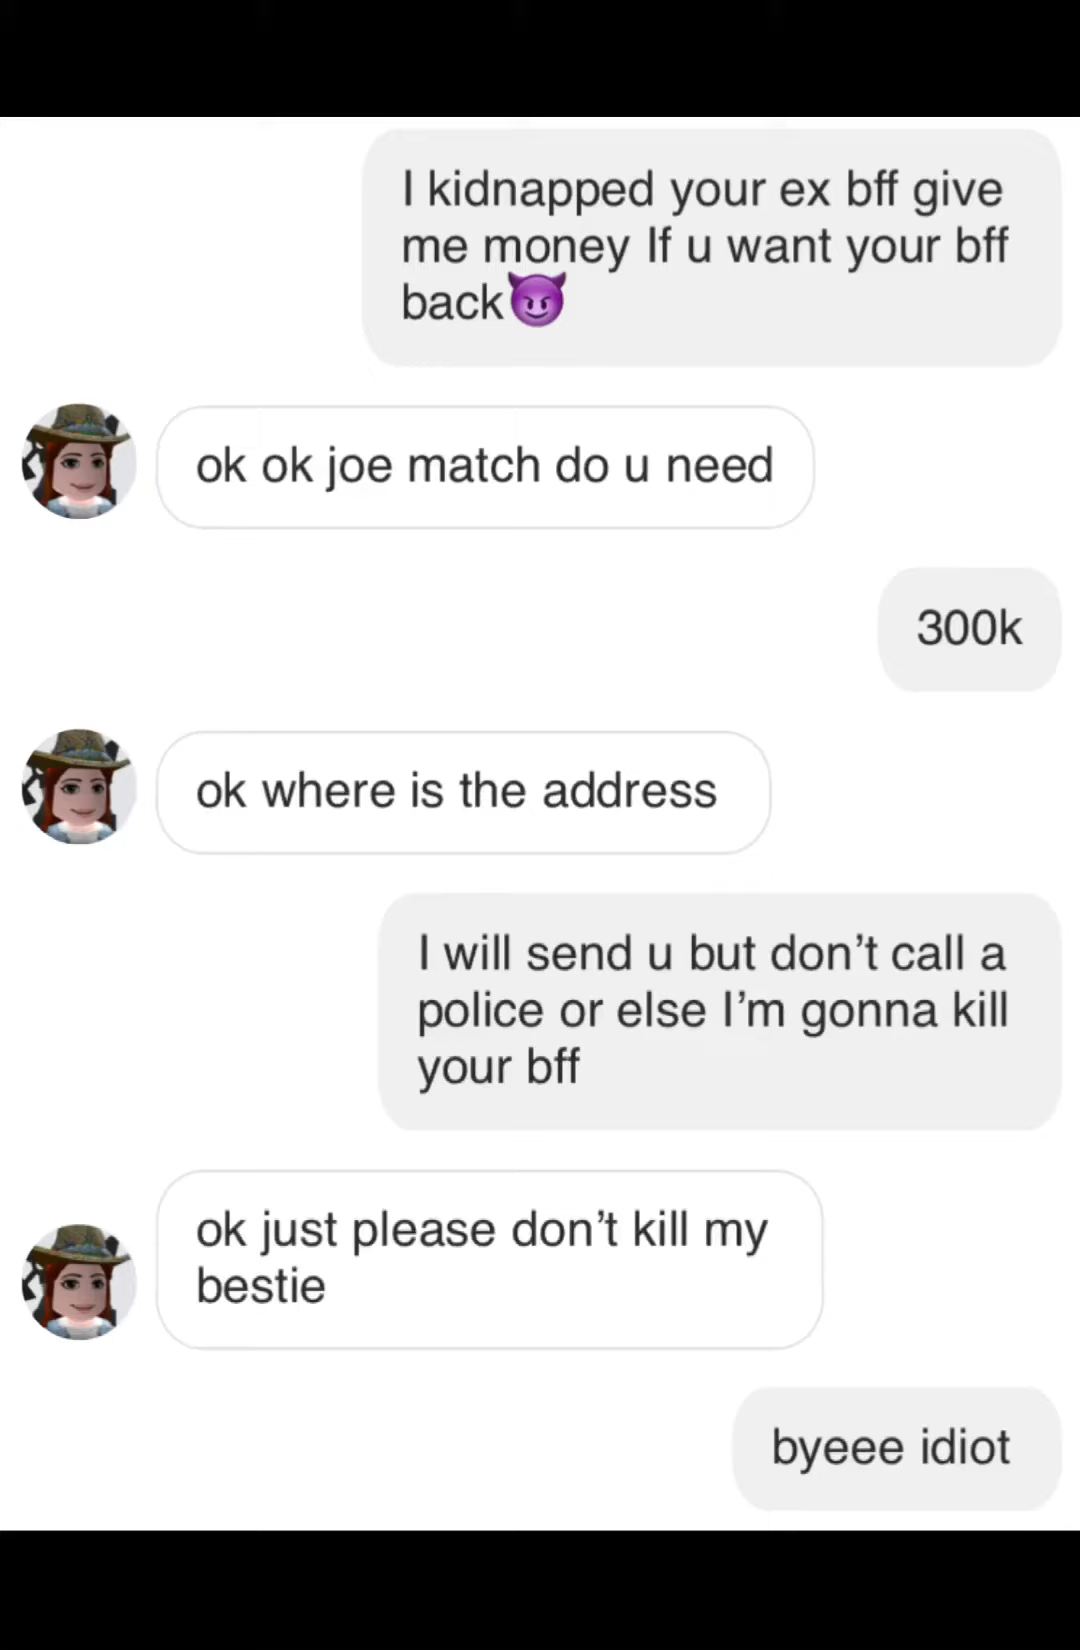 I kidnapped your ex bff give
me money If u want your bff
back😈
ok ok joe match do u need
300k
ok where is the address
I will send u but don’t call a
police or else I’m gonna kill
your bff
ok just please don’t kill my
bestie
byeee idiot